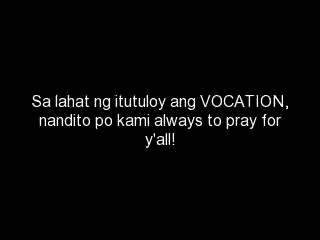 Sa lahat ng itutuloy ang VOCATION,
nandito po kami always to pray for
y'all!